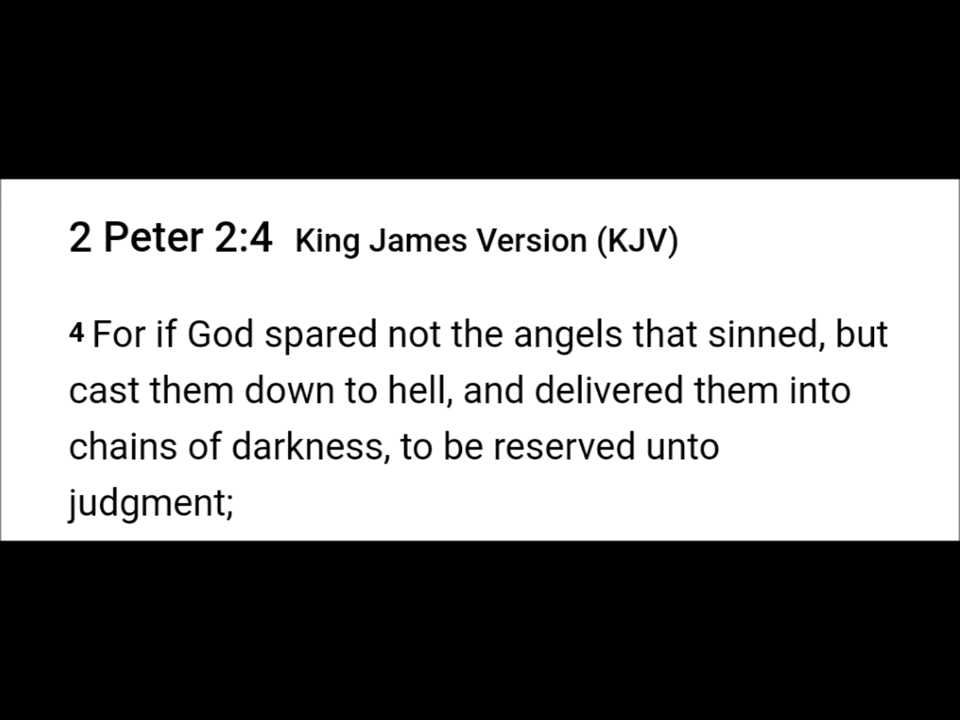 2 Peter 2:4 King James Version (KJV)
4 For if God spared not the angels that sinned, but
cast them down to hell, and delivered them into
chains of darkness, to be reserved unto
judgment;